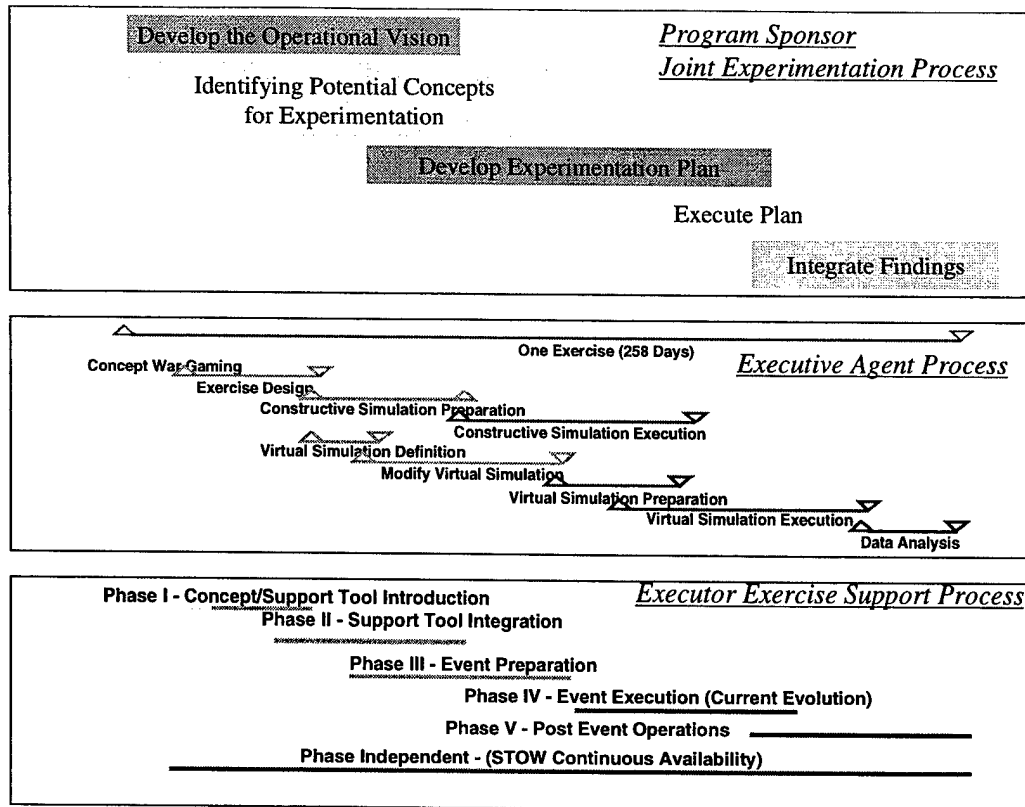 Develop the Operational Vision
Program Sponsor
Joint Experimentation Process
Identifying Potential Concepts
for Experimentation
Develop Experimentation Plan
Execute Plan
Integrate Findings
One Exercise (258 Days)
Executive Agent Process
Concept War Gaming
Exercise Design
Constructive Simulation Preparation
Constructive Simulation Execution
Virtual Simulation Definition
Modify Virtual Simulation
Virtual Simulation Preparation
Virtual Simulation Execution
Data Analysis
Executor Exercise Support Process
Phase I - Concept/Support Tool Introduction
Phase II - Support Tool Integration
Phase III - Event Preparation
Phase IV - Event Execution (Current Evolution)
Phase V - Post Event Operations
Phase Independent - (STOW Continuous Availability)